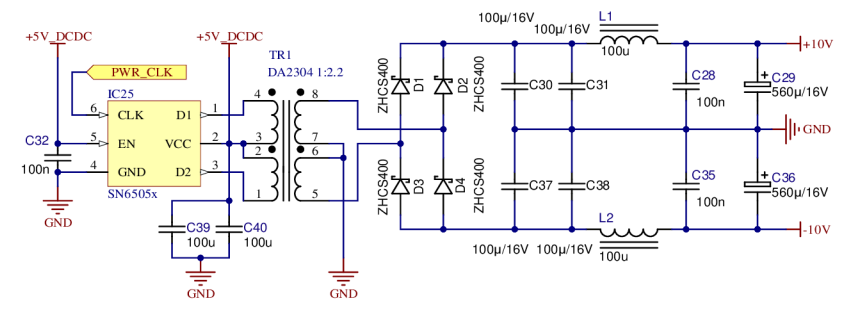 +5V_DCDC
+5V_DCDC
PWR_CLK
TR1
DA2304 1:2.2
IC25
6 CLK D1 1
5 EN VCC 2
4 GND D2 3
SN6505x
C32
100n
GND
C39
100u
C40
100u
GND
4 8
3 7
2 6
1 5
GND
ZHCS400
D1
D2
ZHCS400
ZHCS400
D3
D4
ZHCS400
100µ/16V
100µ/16V
C30
C31
C37
C38
100µ/16V
100µ/16V
L1
100u
L2
100u
C28
100n
C29
+
560µ/16V
C35
100n
C36
+
560µ/16V
+10V
GND
-10V